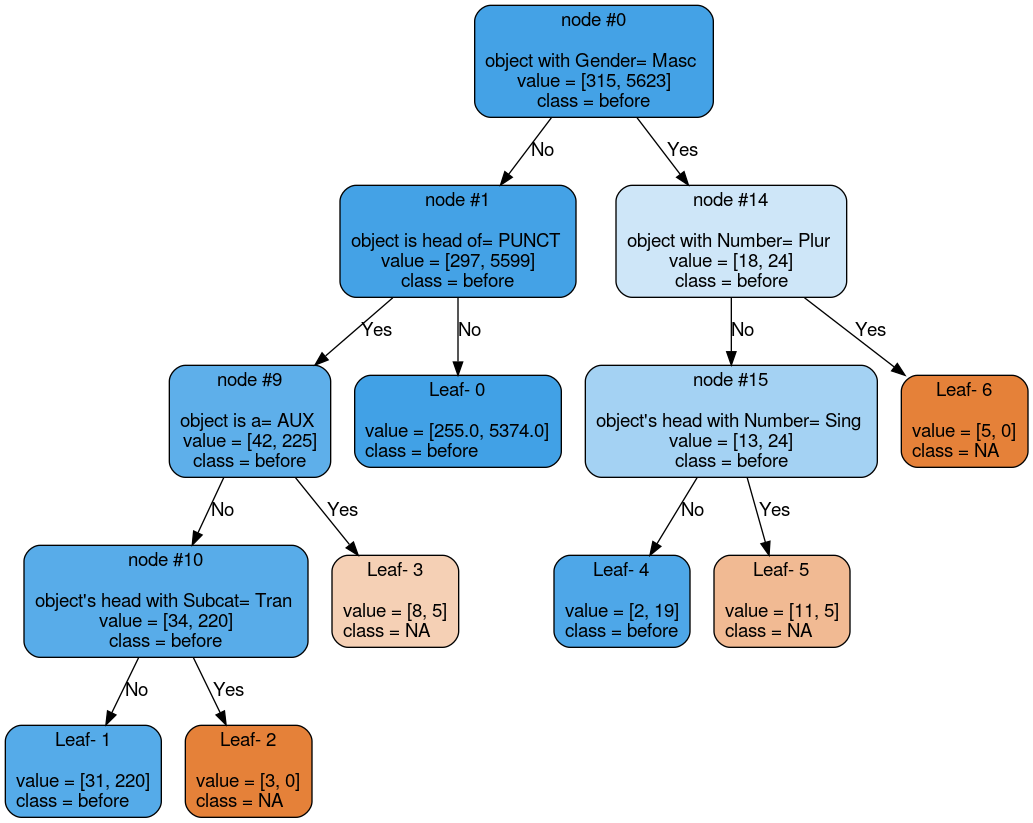 node #0
object with Gender= Masc
value = [315, 5623]
class = before
No
Yes
node #1
object is head of= PUNCT
value = [297, 5599]
class = before
node #14
object with Number= Plur
value = [18, 24]
class = before
Yes
No
No
Yes
node #9
object is a= AUX
value = [42, 225]
class = before
Leaf- 0
value = [255.0, 5374.0]
class = before
node #15
object's head with Number= Sing
value = [13, 24]
class = before
Leaf- 6
value = [5, 0]
class = NA
No
Yes
No
Yes
node #10
object's head with Subcat= Tran
value = [34, 220]
class = before
Leaf- 3
value = [8, 5]
class = NA
Leaf- 4
value = [2, 19]
class = before
Leaf- 5
value = [11, 5]
class = NA
No
Yes
Leaf- 1
value = [31, 220]
class = before
Leaf- 2
value = [3, 0]
class = NA